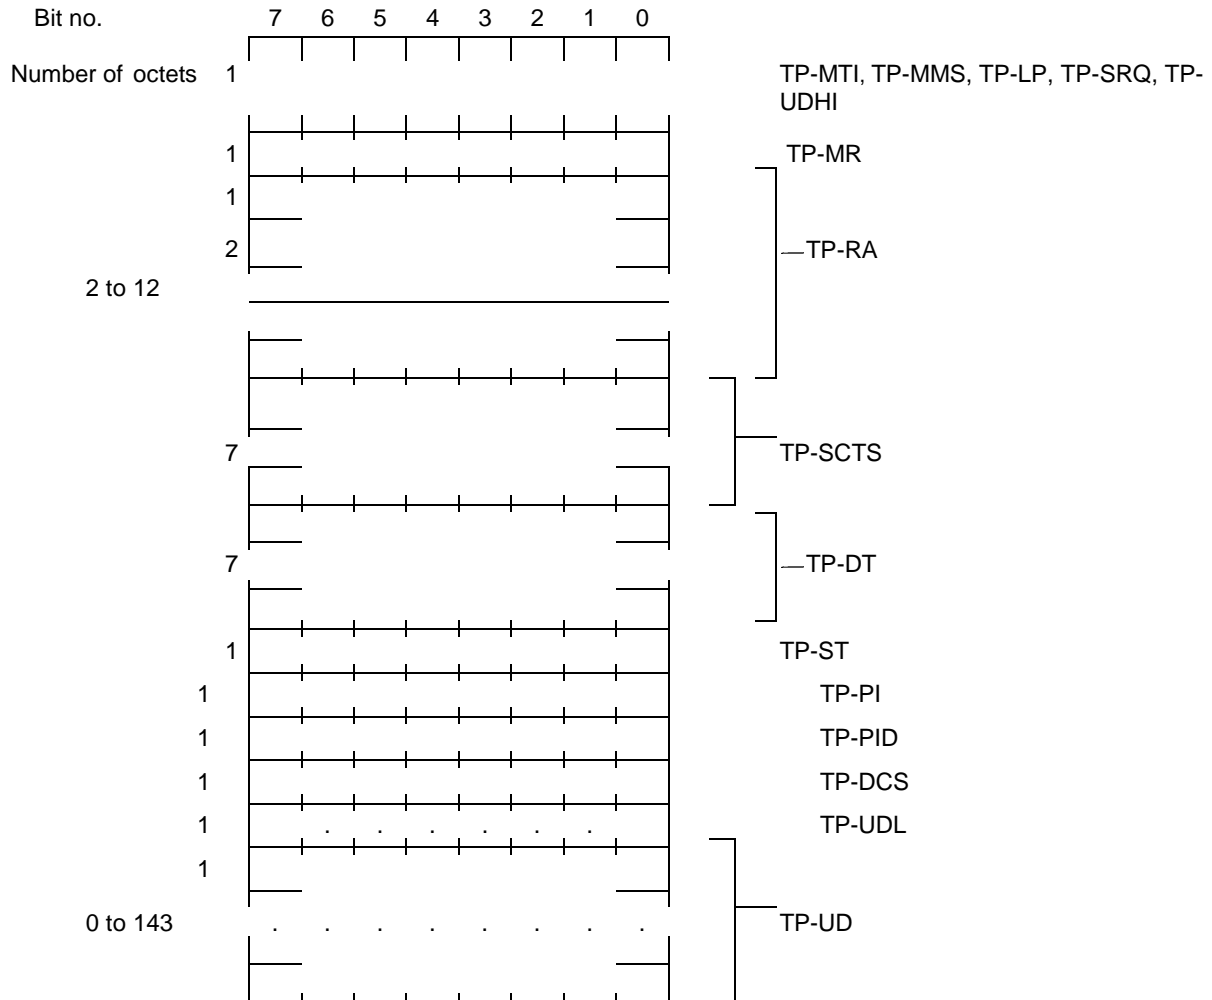 Bit no. 7 6 5 4 3 2 1 0
Number of octets 1 TP-MTI, TP-MMS, TP-LP, TP-SRQ, TP-
UDHI
1 TP-MR
1
2 TP-RA
2 to 12
7 TP-SCTS
7 TP-DT
1 TP-ST
1 TP-PI
1 TP-PID
1 TP-DCS
1 . . . . . . TP-UDL
1
0 to 143 . . . . . . . . TP-UD